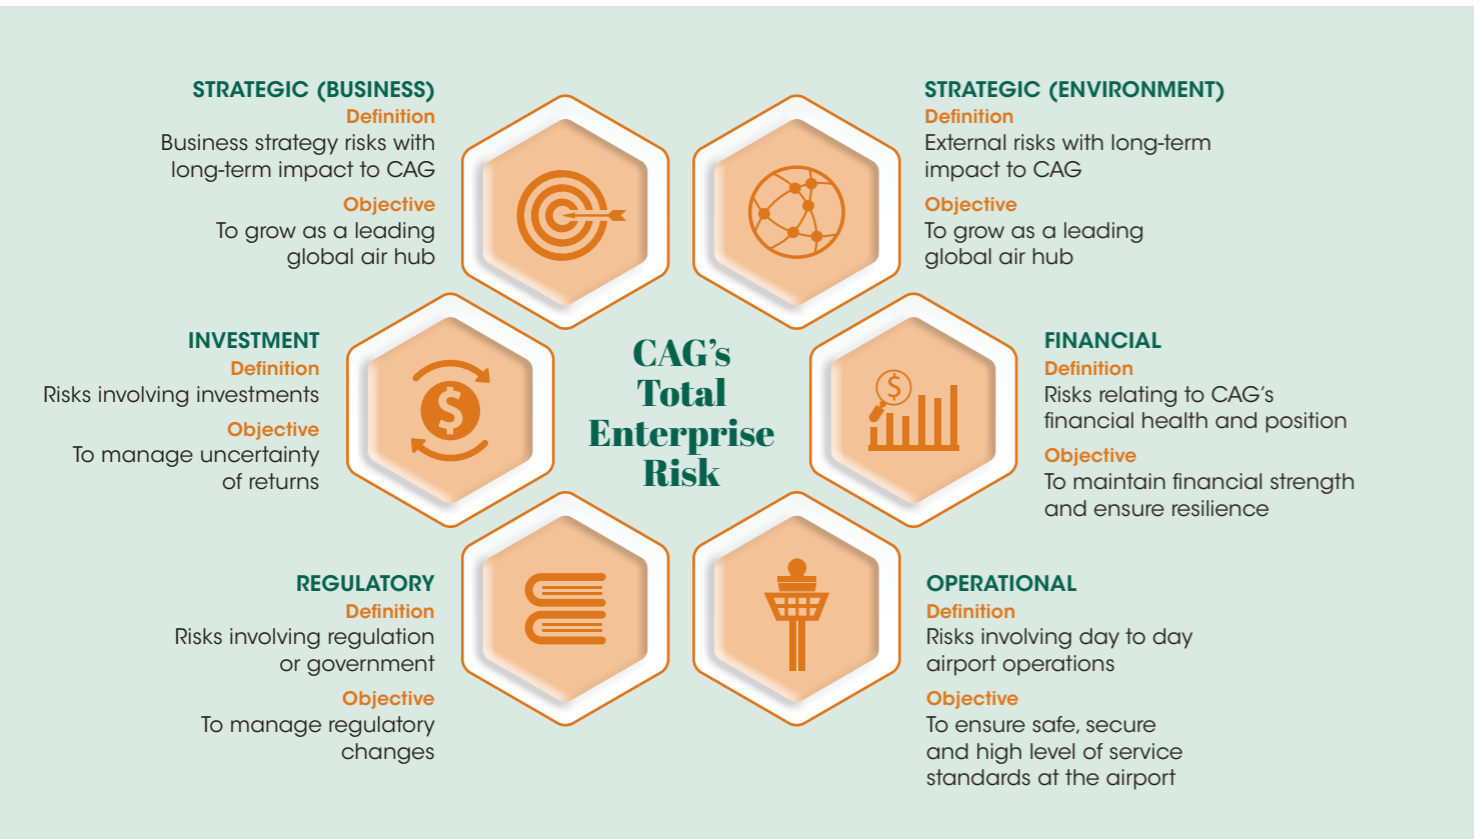 STRATEGIC (BUSINESS)
Definition
Business strategy risks with
long-term impact to CAG
Objective
To grow as a leading
global air hub
STRATEGIC (ENVIRONMENT)
Definition
External risks with long-term
impact to CAG
Objective
To grow as a leading
global air hub
INVESTMENT
Definition
Risks involving investments
Objective
To manage uncertainty
of returns
$
CAG’s
Total
Enterprise
Risk
$
FINANCIAL
Definition
Risks relating to CAG’s
financial health and position
Objective
To maintain financial strength
and ensure resilience
REGULATORY
Definition
Risks involving regulation
or government
Objective
To manage regulatory
changes
OPERATIONAL
Definition
Risks involving day to day
airport operations
Objective
To ensure safe, secure
and high level of service
standards at the airport